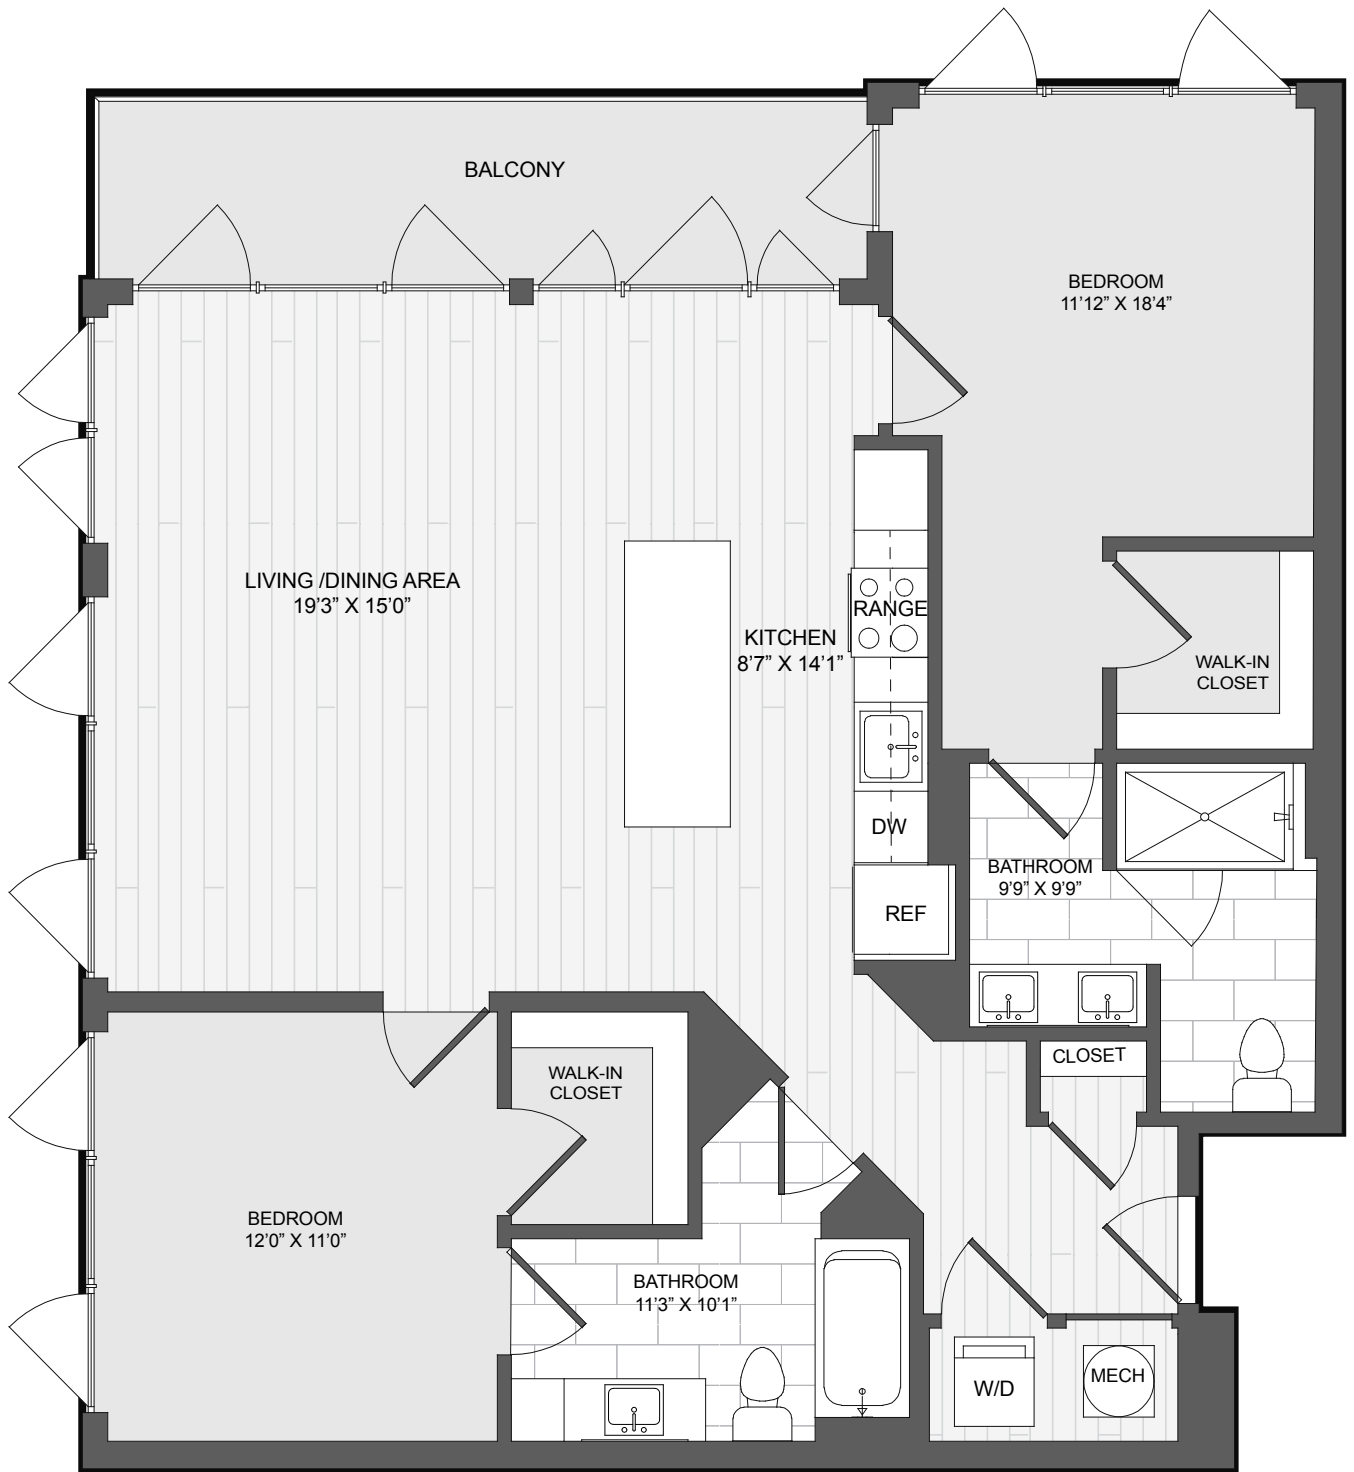 BALCONY
BEDROOM
11’12” X 18’4”
LIVING /DINING AREA
19’3” X 15’0”
RANGE
KITCHEN
8’7” X 14’1”
WALK-IN
CLOSET
DW
BATHROOM
9’9” X 9’9”
REF
CLOSET
WALK-IN
CLOSET
BEDROOM
12’0” X 11’0”
BATHROOM
11’3” X 10’1”
W/D
MECH